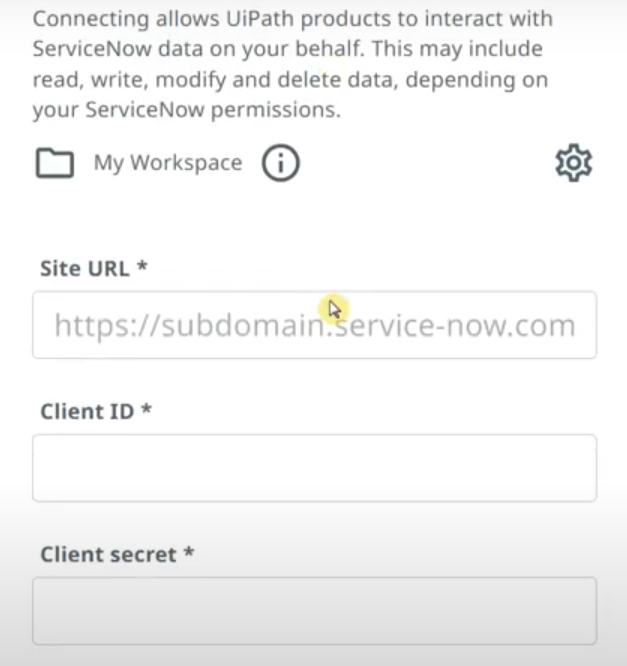 Connecting allows UiPath products to interact with
ServiceNow data on your behalf. This may include
read, write, modify and delete data, depending on
your ServiceNow permissions.
My Workspace
Site URL *
https://subdomain.service-now.com
Client ID *
Client secret *